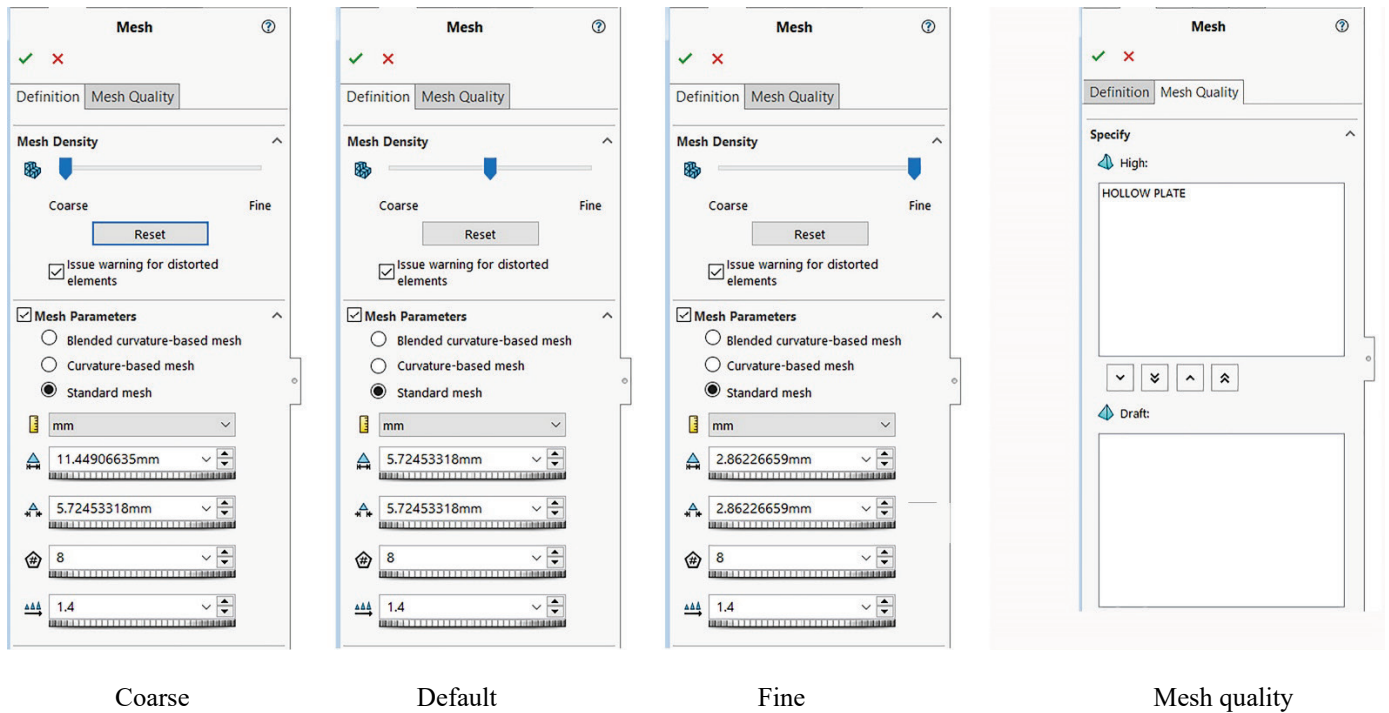 Mesh
Definition Mesh Quality
Mesh Density
Coarse Fine
Reset
Issue warning for distorted
elements
Mesh Parameters
Blended curvature-based mesh
Curvature-based mesh
Standard mesh
mm
11.44906635mm
5.72453318mm
8
1.4
Coarse
Mesh
Definition Mesh Quality
Mesh Density
Coarse Fine
Reset
Issue warning for distorted
elements
Mesh Parameters
Blended curvature-based mesh
Curvature-based mesh
Standard mesh
mm
5.72453318mm
5.72453318mm
8
1.4
Default
Mesh
Definition Mesh Quality
Mesh Density
Coarse Fine
Reset
Issue warning for distorted
elements
Mesh Parameters
Blended curvature-based mesh
Curvature-based mesh
Standard mesh
mm
2.86226659mm
2.86226659mm
8
1.4
Fine
Mesh
Definition Mesh Quality
Specify
High:
HOLLOW PLATE
Draft:
Mesh quality